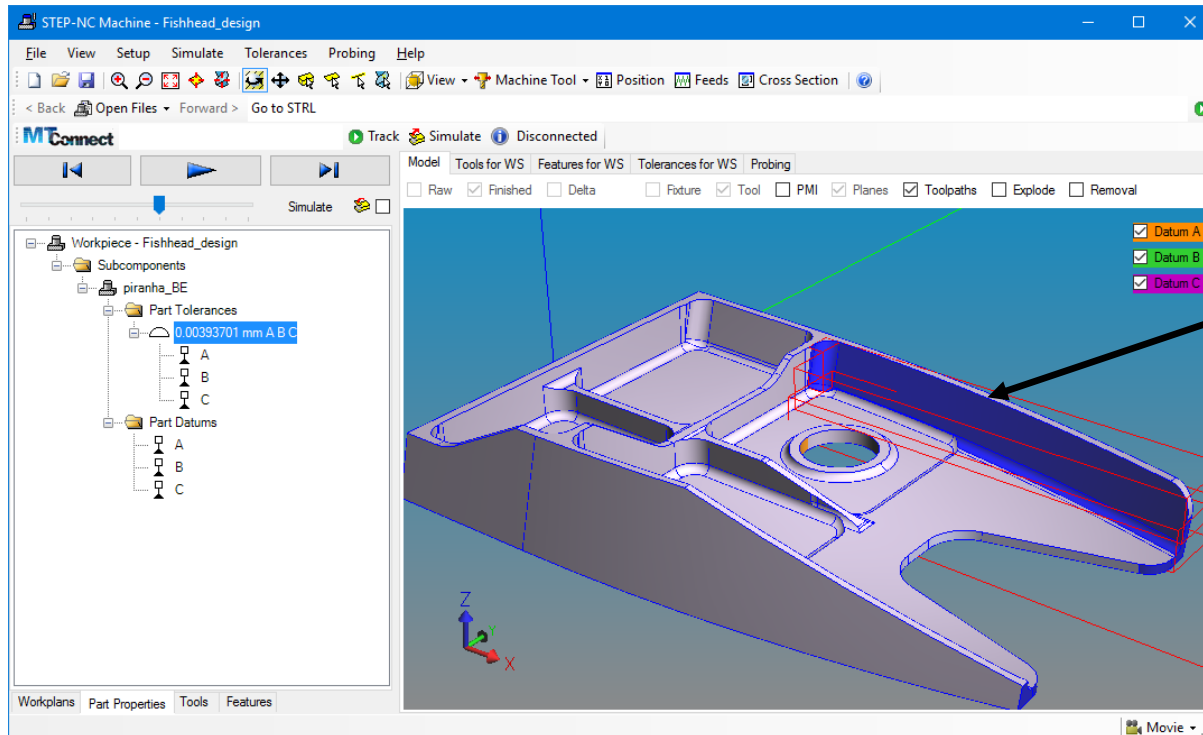 STEP-NC Machine - Fishhead_design
File View Setup Simulate Tolerances Probing Help
View Machine Tool Position Feeds Cross Section
< Back Open Files Forward > Go to STRL
MTConnect Track Simulate Disconnected
Model Tools for WS Features for WS Tolerances for WS Probing
Raw Finished Delta Fixture Tool PMI Planes Toolpaths Explode Removal
Simulate
Workpiece - Fishhead_design
Subcomponents
piranha_BE
Part Tolerances
0.00393701 mm A B C
A
B
C
Part Datums
A
B
C
Datum A
Datum B
Datum C
Z
Y
X
Workplans Part Properties Tools Features
Movie